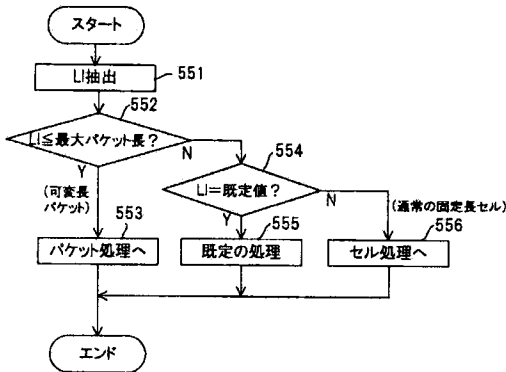 スタート
LI抽出
551
552
LI≦最大パケット長?
N
Y
554
LI=既定値?
N
Y
(可変長
パケット)
553
パケット処理へ
555
既定の処理
(通常の固定長セル)
556
セル処理へ
エンド